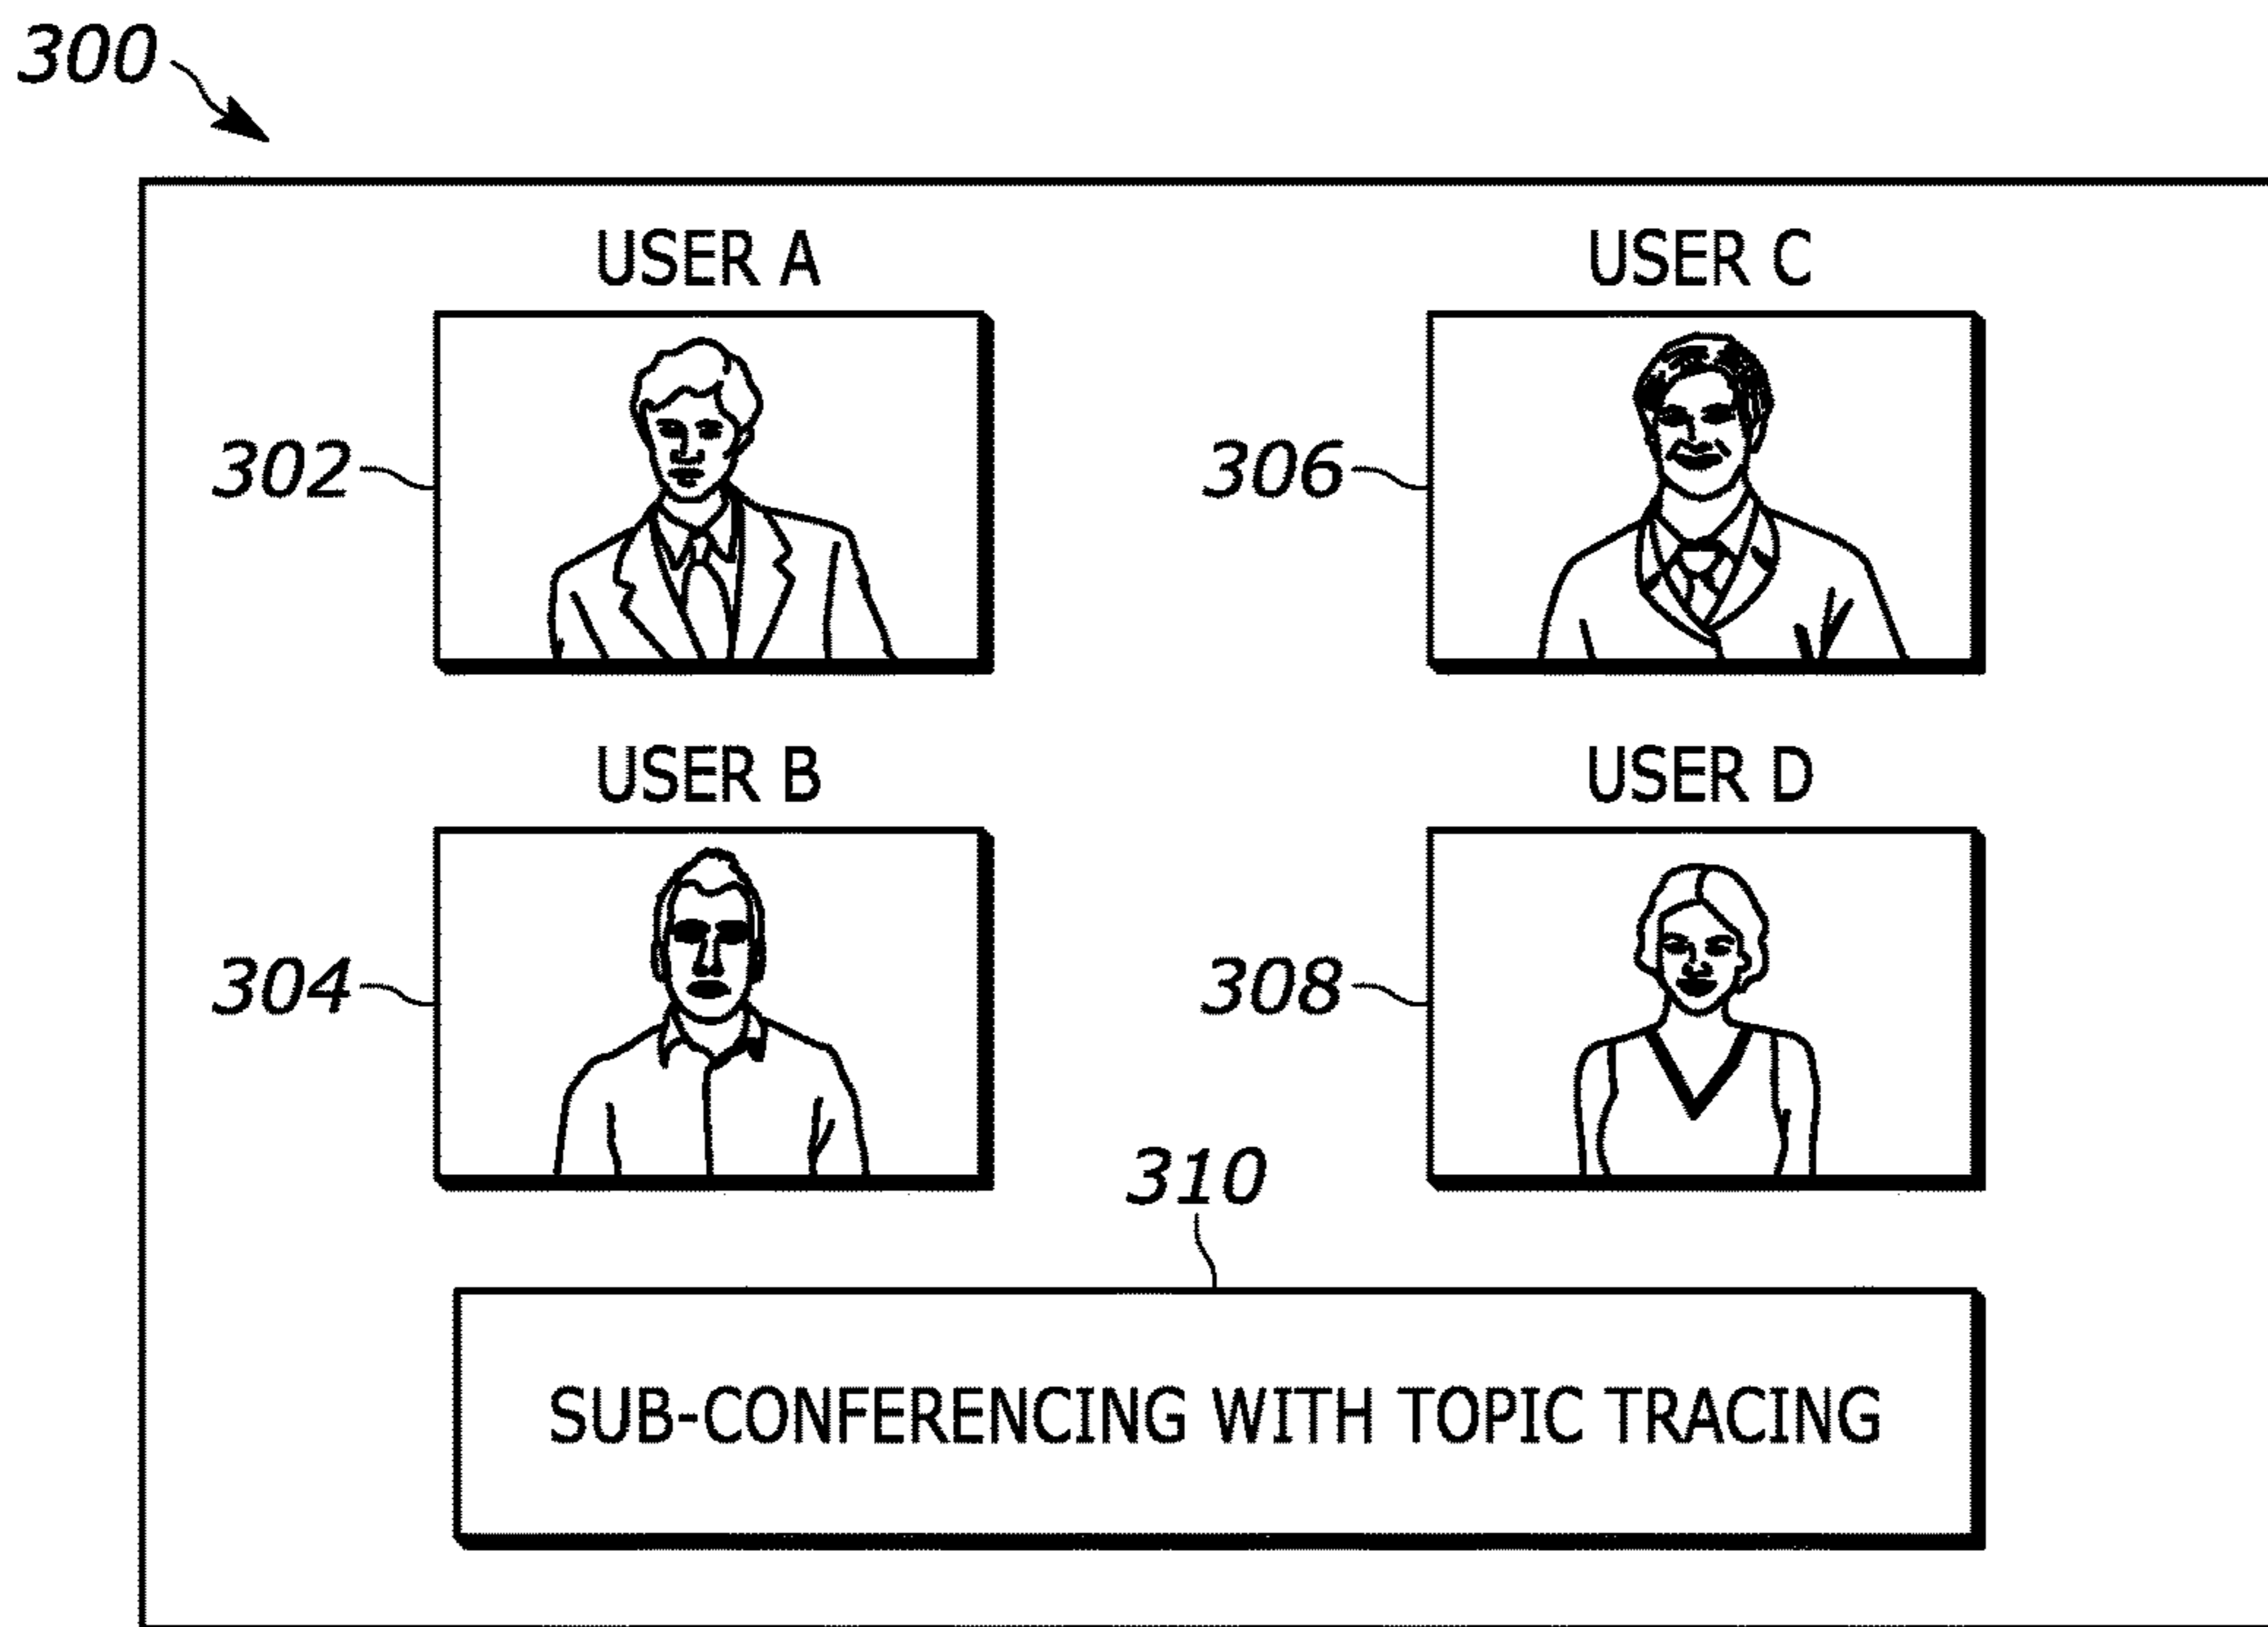 300
USER A
USER C
302
306
USER B
USER D
304
308
310
SUB-CONFERENCING WITH TOPIC TRACING